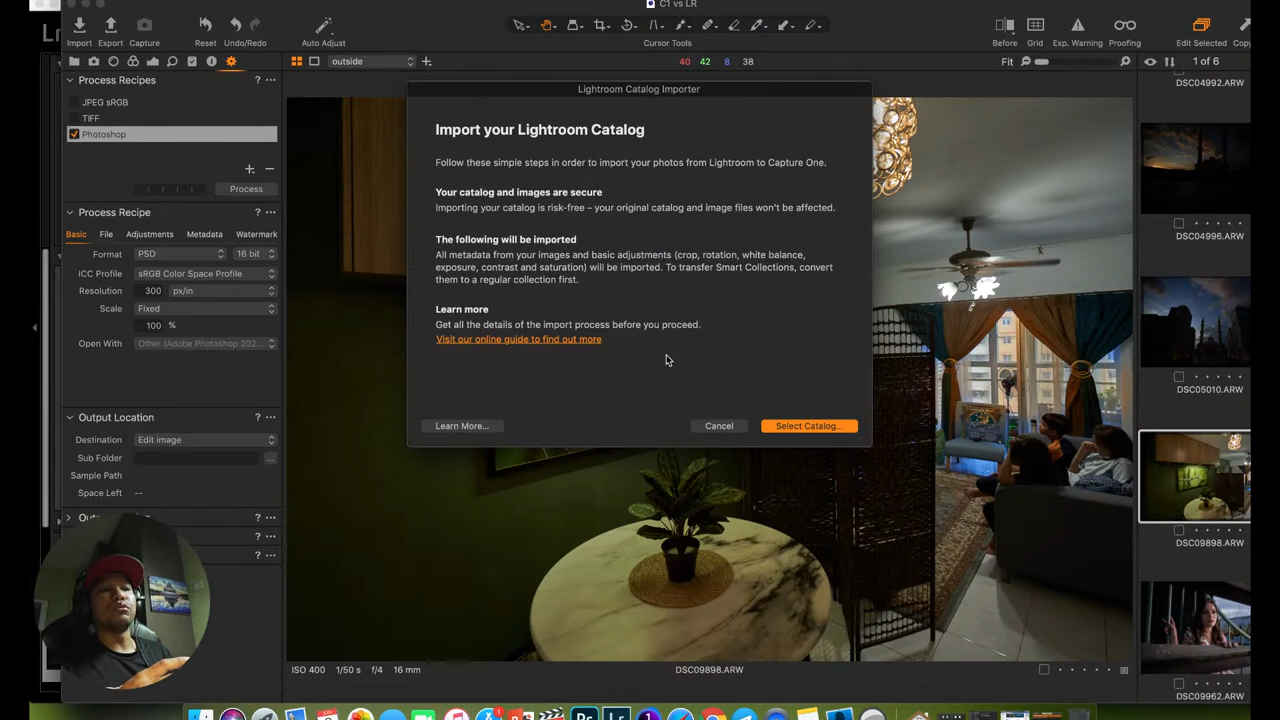 C1 vs LR
Import
Export
Capture
Reset
Undo/Redo
Auto Adjust
Cursor Tools
Before
Grid
Exp. Warning
Proofing
Edit Selected
Process Recipes
? ...
outside
40 42 8 38
Fit
1 of 6
JPEG sRGB
TIFF
Photoshop
Process
Process Recipe
? ...
Basic
File
Adjustments
Metadata
Watermark
Format
PSD
16 bit
ICC Profile
sRGB Color Space Profile
Resolution
300
px/in
Scale
Fixed
100 %
Open With
Other (Adobe Photoshop 202...
Output Location
? ...
Destination
Edit image
Sub Folder
...
Sample Path
Space Left
--
? ...
? ...
? ...
Lightroom Catalog Importer
Import your Lightroom Catalog
Follow these simple steps in order to import your photos from Lightroom to Capture One.
Your catalog and images are secure
Importing your catalog is risk-free – your original catalog and image files won't be affected.
The following will be imported
All metadata from your images and basic adjustments (crop, rotation, white balance,
exposure, contrast and saturation) will be imported. To transfer Smart Collections, convert
them to a regular collection first.
Learn more
Get all the details of the import process before you proceed.
Visit our online guide to find out more
Learn More...
Cancel
Select Catalog...
DSC04992.ARW
DSC04996.ARW
DSC05010.ARW
DSC09898.ARW
DSC09962.ARW
ISO 400
1/50 s
f/4
16 mm
DSC09898.ARW
Ps
Lr